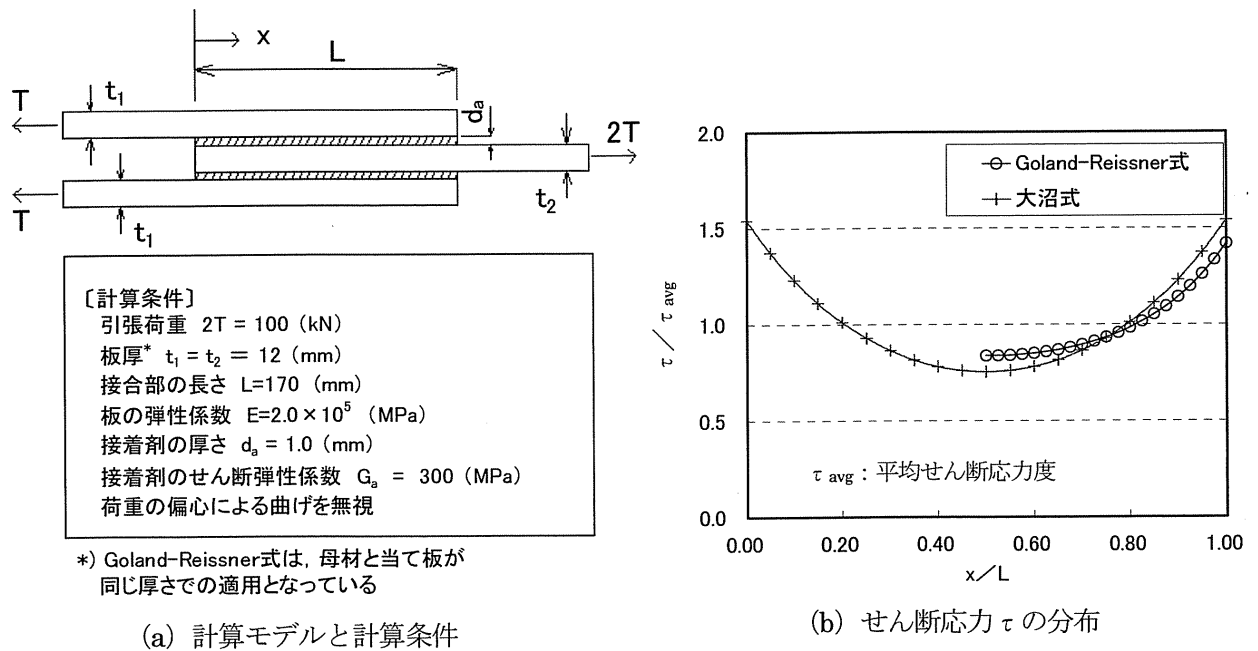 x
L
T
t₁
dₐ
2T
T
t₁
t₂
〔計算条件〕
引張荷重 2T = 100 (kN)
板厚* t₁ = t₂ = 12 (mm)
接合部の長さ L=170 (mm)
板の弾性係数 E=2.0×10⁵ (MPa)
接着剤の厚さ dₐ = 1.0 (mm)
接着剤のせん断弾性係数 Gₐ = 300 (MPa)
荷重の偏心による曲げを無視
*) Goland-Reissner式は, 母材と当て板が
同じ厚さでの適用となっている
(a) 計算モデルと計算条件
2.0
1.5
1.0
0.5
0.0
τ/τ avg
Goland-Reissner式
大沼式
τ avg：平均せん断応力度
0.00
0.20
0.40
0.60
0.80
1.00
x/L
(b) せん断応力τの分布